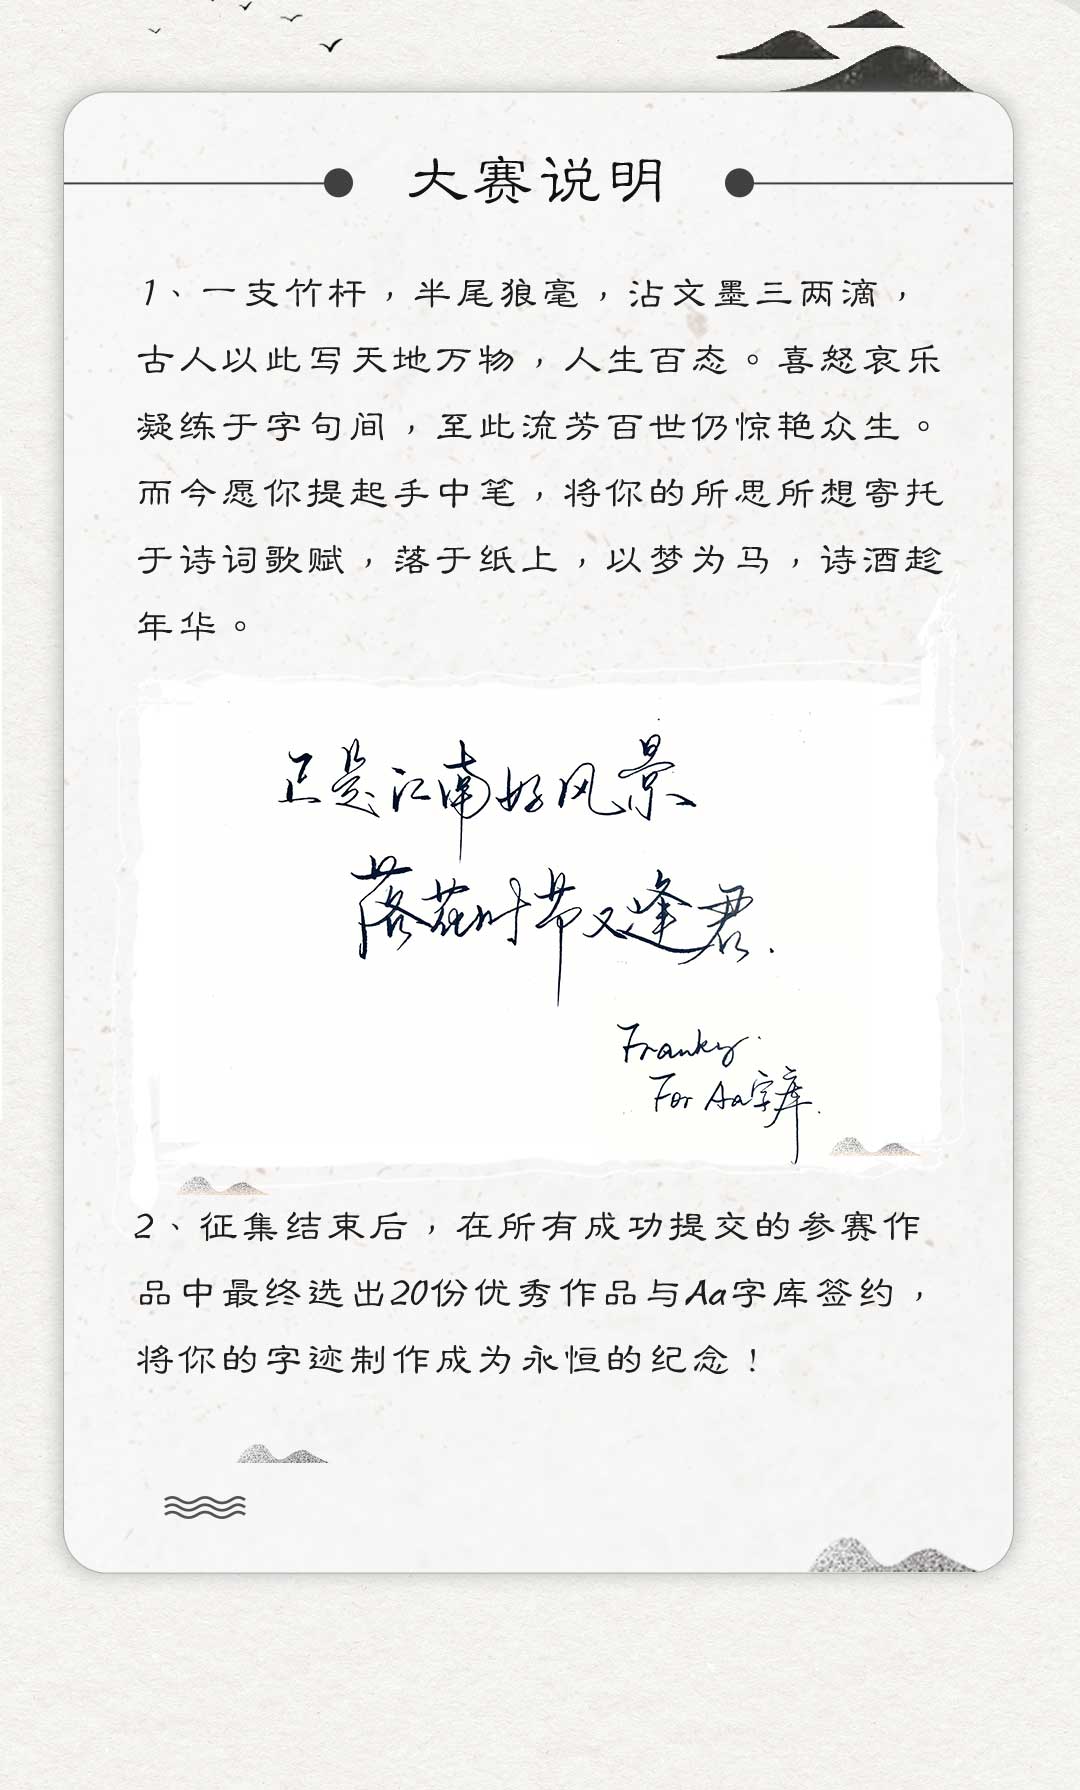 大赛说明
1、一支竹杆，半尾狼毫，沾文墨三两滴，
古人以此写天地万物，人生百态。喜怒哀乐
凝练于字句间，至此流芳百世仍惊艳众生。
而今愿你提起手中笔，将你的所思所想寄托
于诗词歌赋，落于纸上，以梦为马，诗酒趁
年华。
正是江南好风景
落花时节又逢君.
Franky.
For Aa字库.
2、征集结束后，在所有成功提交的参赛作
品中最终选出20份优秀作品与Aa字库签约，
将你的字迹制作成为永恒的纪念！